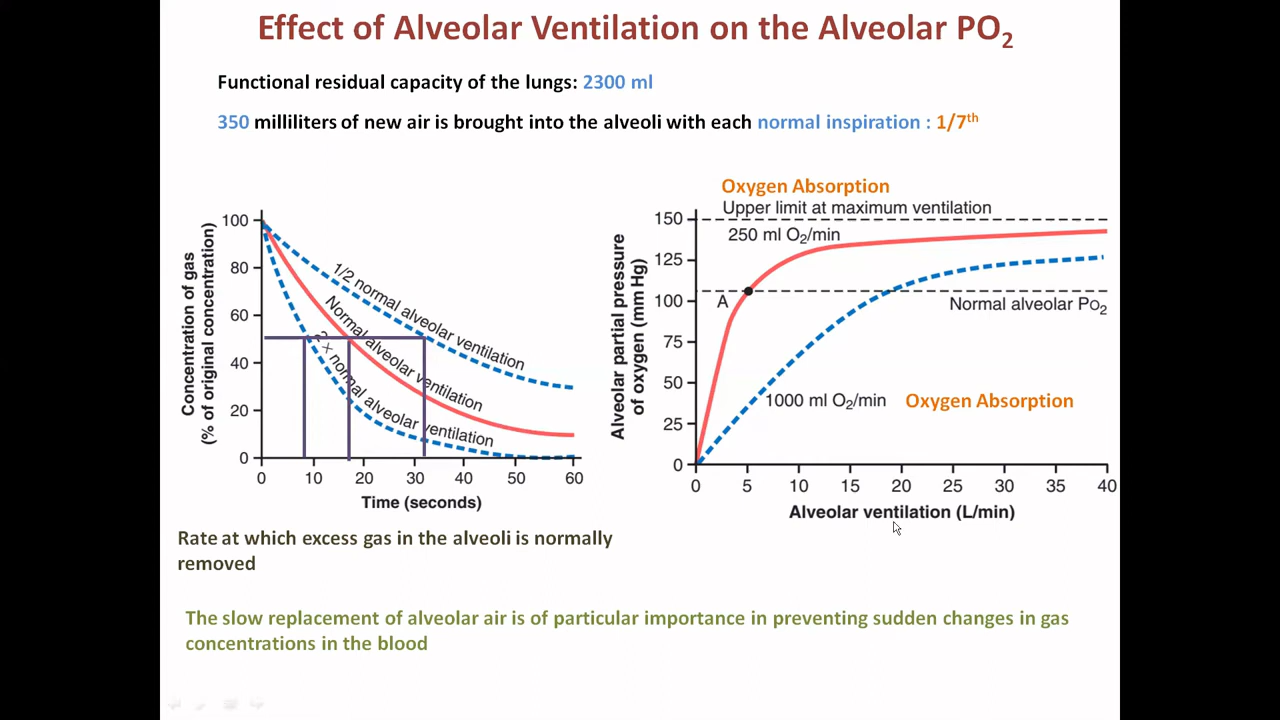 Effect of Alveolar Ventilation on the Alveolar PO₂
Functional residual capacity of the lungs: 2300 ml
350 milliliters of new air is brought into the alveoli with each normal inspiration : 1/7ᵗʰ
Concentration of gas
(% of original concentration)
100
80
60
40
20
0
1/2 normal alveolar ventilation
Normal alveolar ventilation
2 × normal alveolar ventilation
0 10 20 30 40 50 60
Time (seconds)
Rate at which excess gas in the alveoli is normally
removed
Oxygen Absorption
Upper limit at maximum ventilation
250 ml O₂/min
Alveolar partial pressure
of oxygen (mm Hg)
150
125
100
75
50
25
0
A
Normal alveolar PO₂
1000 ml O₂/min
Oxygen Absorption
0 5 10 15 20 25 30 35 40
Alveolar ventilation (L/min)
The slow replacement of alveolar air is of particular importance in preventing sudden changes in gas
concentrations in the blood